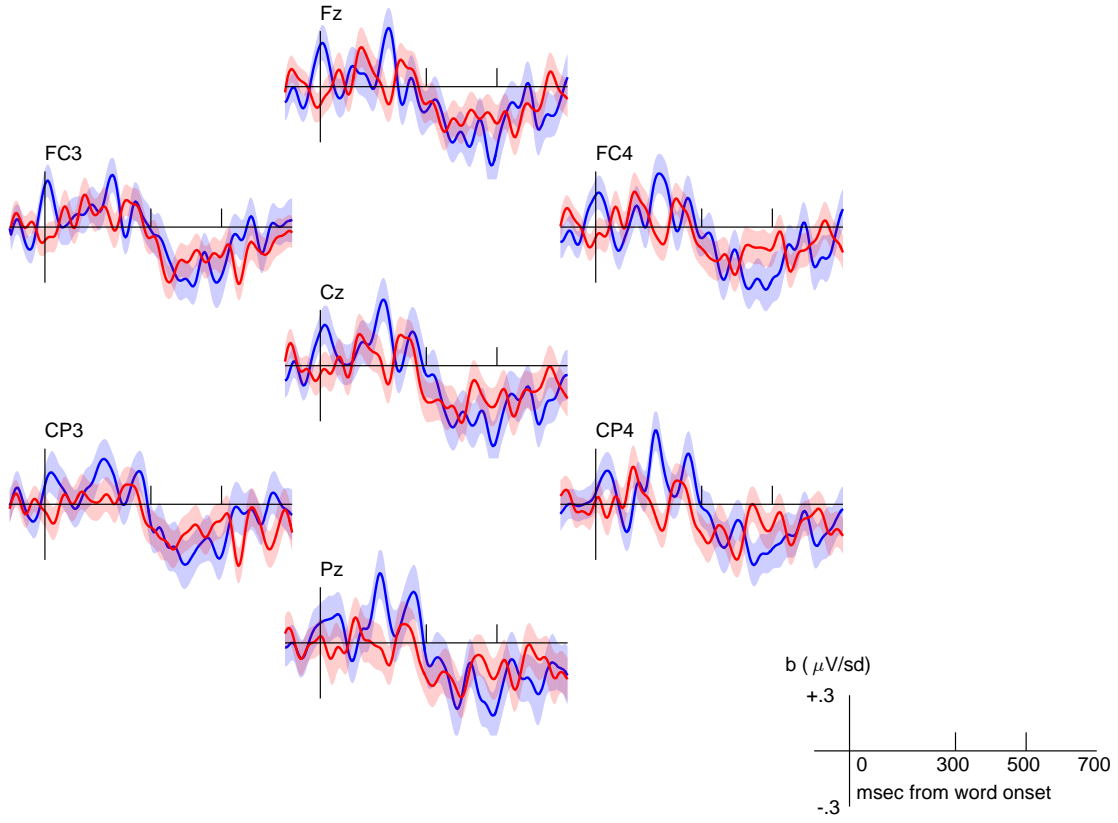 Fz
FC3
FC4
Cz
CP3
CP4
Pz
b ( μV/sd)
+.3
0 300 500 700
msec from word onset
-.3